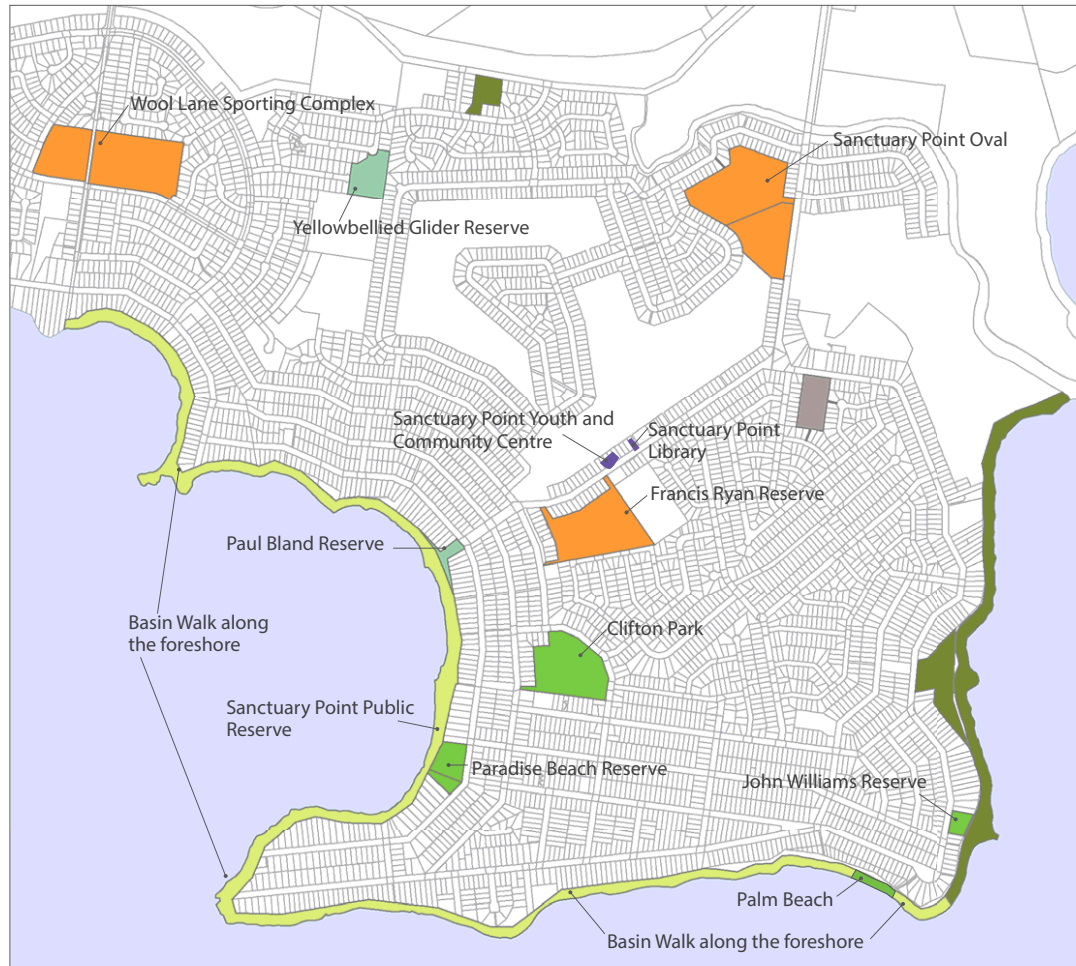 Wool Lane Sporting Complex
Sanctuary Point Oval
Yellowbellied Glider Reserve
Sanctuary Point Youth and
Community Centre
Sanctuary Point
Library
Francis Ryan Reserve
Paul Bland Reserve
Basin Walk along
the foreshore
Clifton Park
Sanctuary Point Public
Reserve
Paradise Beach Reserve
John Williams Reserve
Palm Beach
Basin Walk along the foreshore